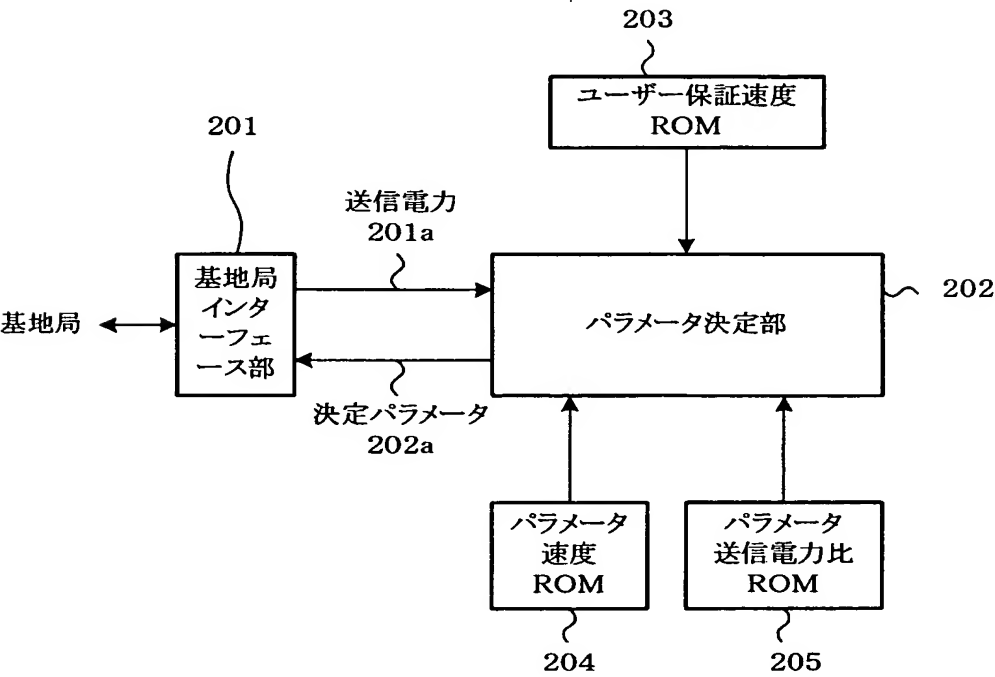 203
ユーザー保証速度
ROM
201
送信電力
201a
基地局
インタ
ーフェ
ース部
基地局
パラメータ決定部
202
決定パラメータ
202a
パラメータ
速度
ROM
パラメータ
送信電力比
ROM
204
205